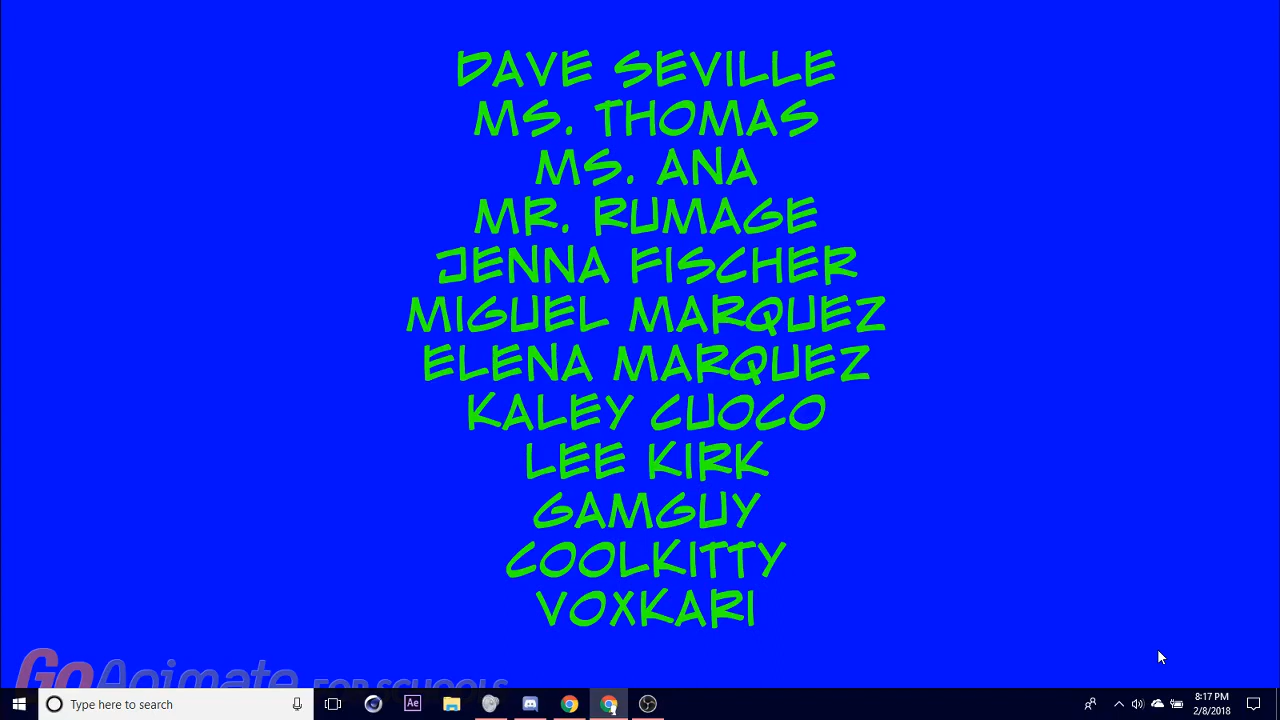 DAVE SEVILLE
MS. THOMAS
MS. ANA
MR. RUMAGE
JENNA FISCHER
MIGUEL MARQUEZ
ELENA MARQUEZ
KALEY CUOCO
LEE KIRK
GAMGUY
COOLKITTY
VOXKARI
GoAnimate FOR SCHOOLS
Type here to search
Ae
8:17 PM
2/8/2018